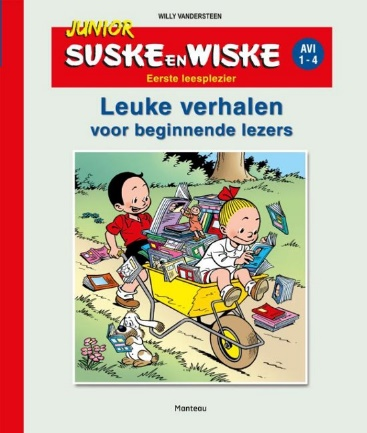 WILLY VANDERSTEEN
JUNIOR
SUSKE EN WISKE
AVI
1 - 4
Eerste leesplezier
Leuke verhalen
voor beginnende lezers
Manteau